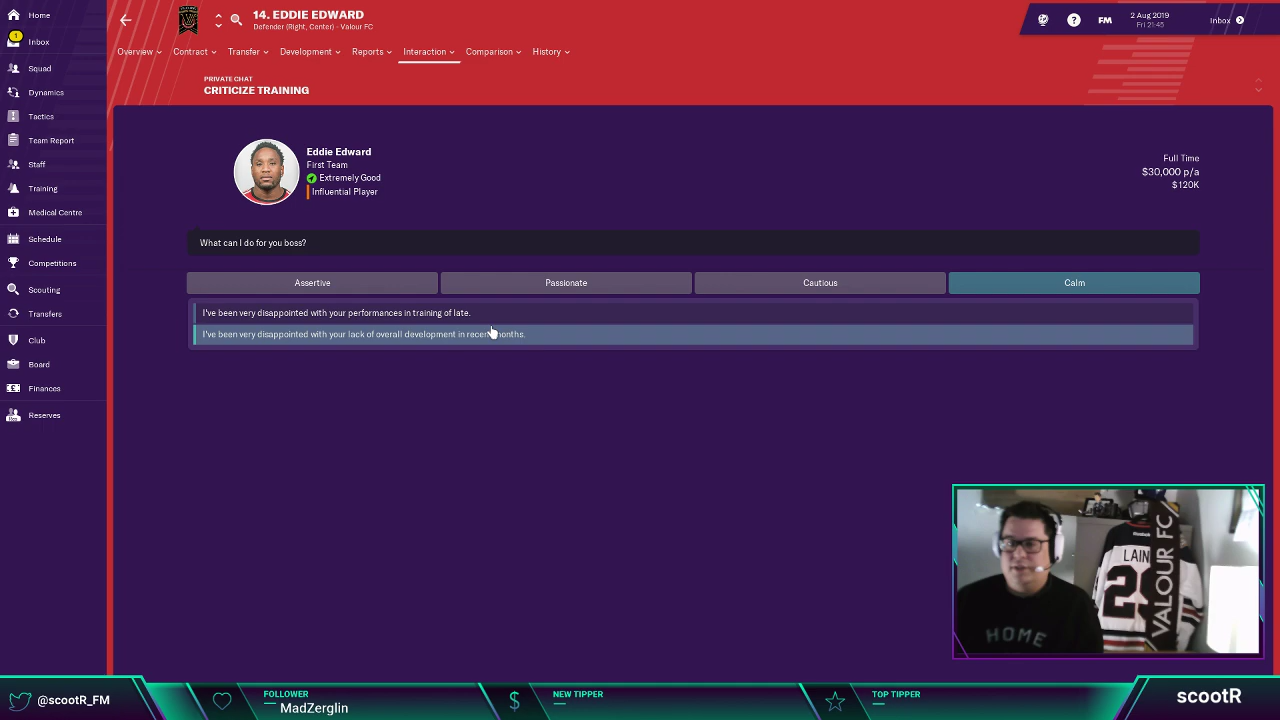 Home
14. EDDIE EDWARD
Defender (Right, Center) - Valour FC
FM
2 Aug 2019
Fri 21:45
Inbox
1
Inbox
Overview
Contract
Transfer
Development
Reports
Interaction
Comparison
History
Squad
Dynamics
Tactics
Team Report
Staff
Training
Medical Centre
Schedule
Competitions
Scouting
Transfers
Club
Board
Finances
Reserves
PRIVATE CHAT
CRITICIZE TRAINING
Eddie Edward
First Team
Extremely Good
Influential Player
Full Time
$30,000 p/a
$120K
What can I do for you boss?
Assertive
Passionate
Cautious
Calm
I've been very disappointed with your performances in training of late.
I've been very disappointed with your lack of overall development in recent months.
HOME
Reebok
LAIN
2
VALOUR FC
@scootR_FM
FOLLOWER
MadZerglin
NEW TIPPER
TOP TIPPER
scootR